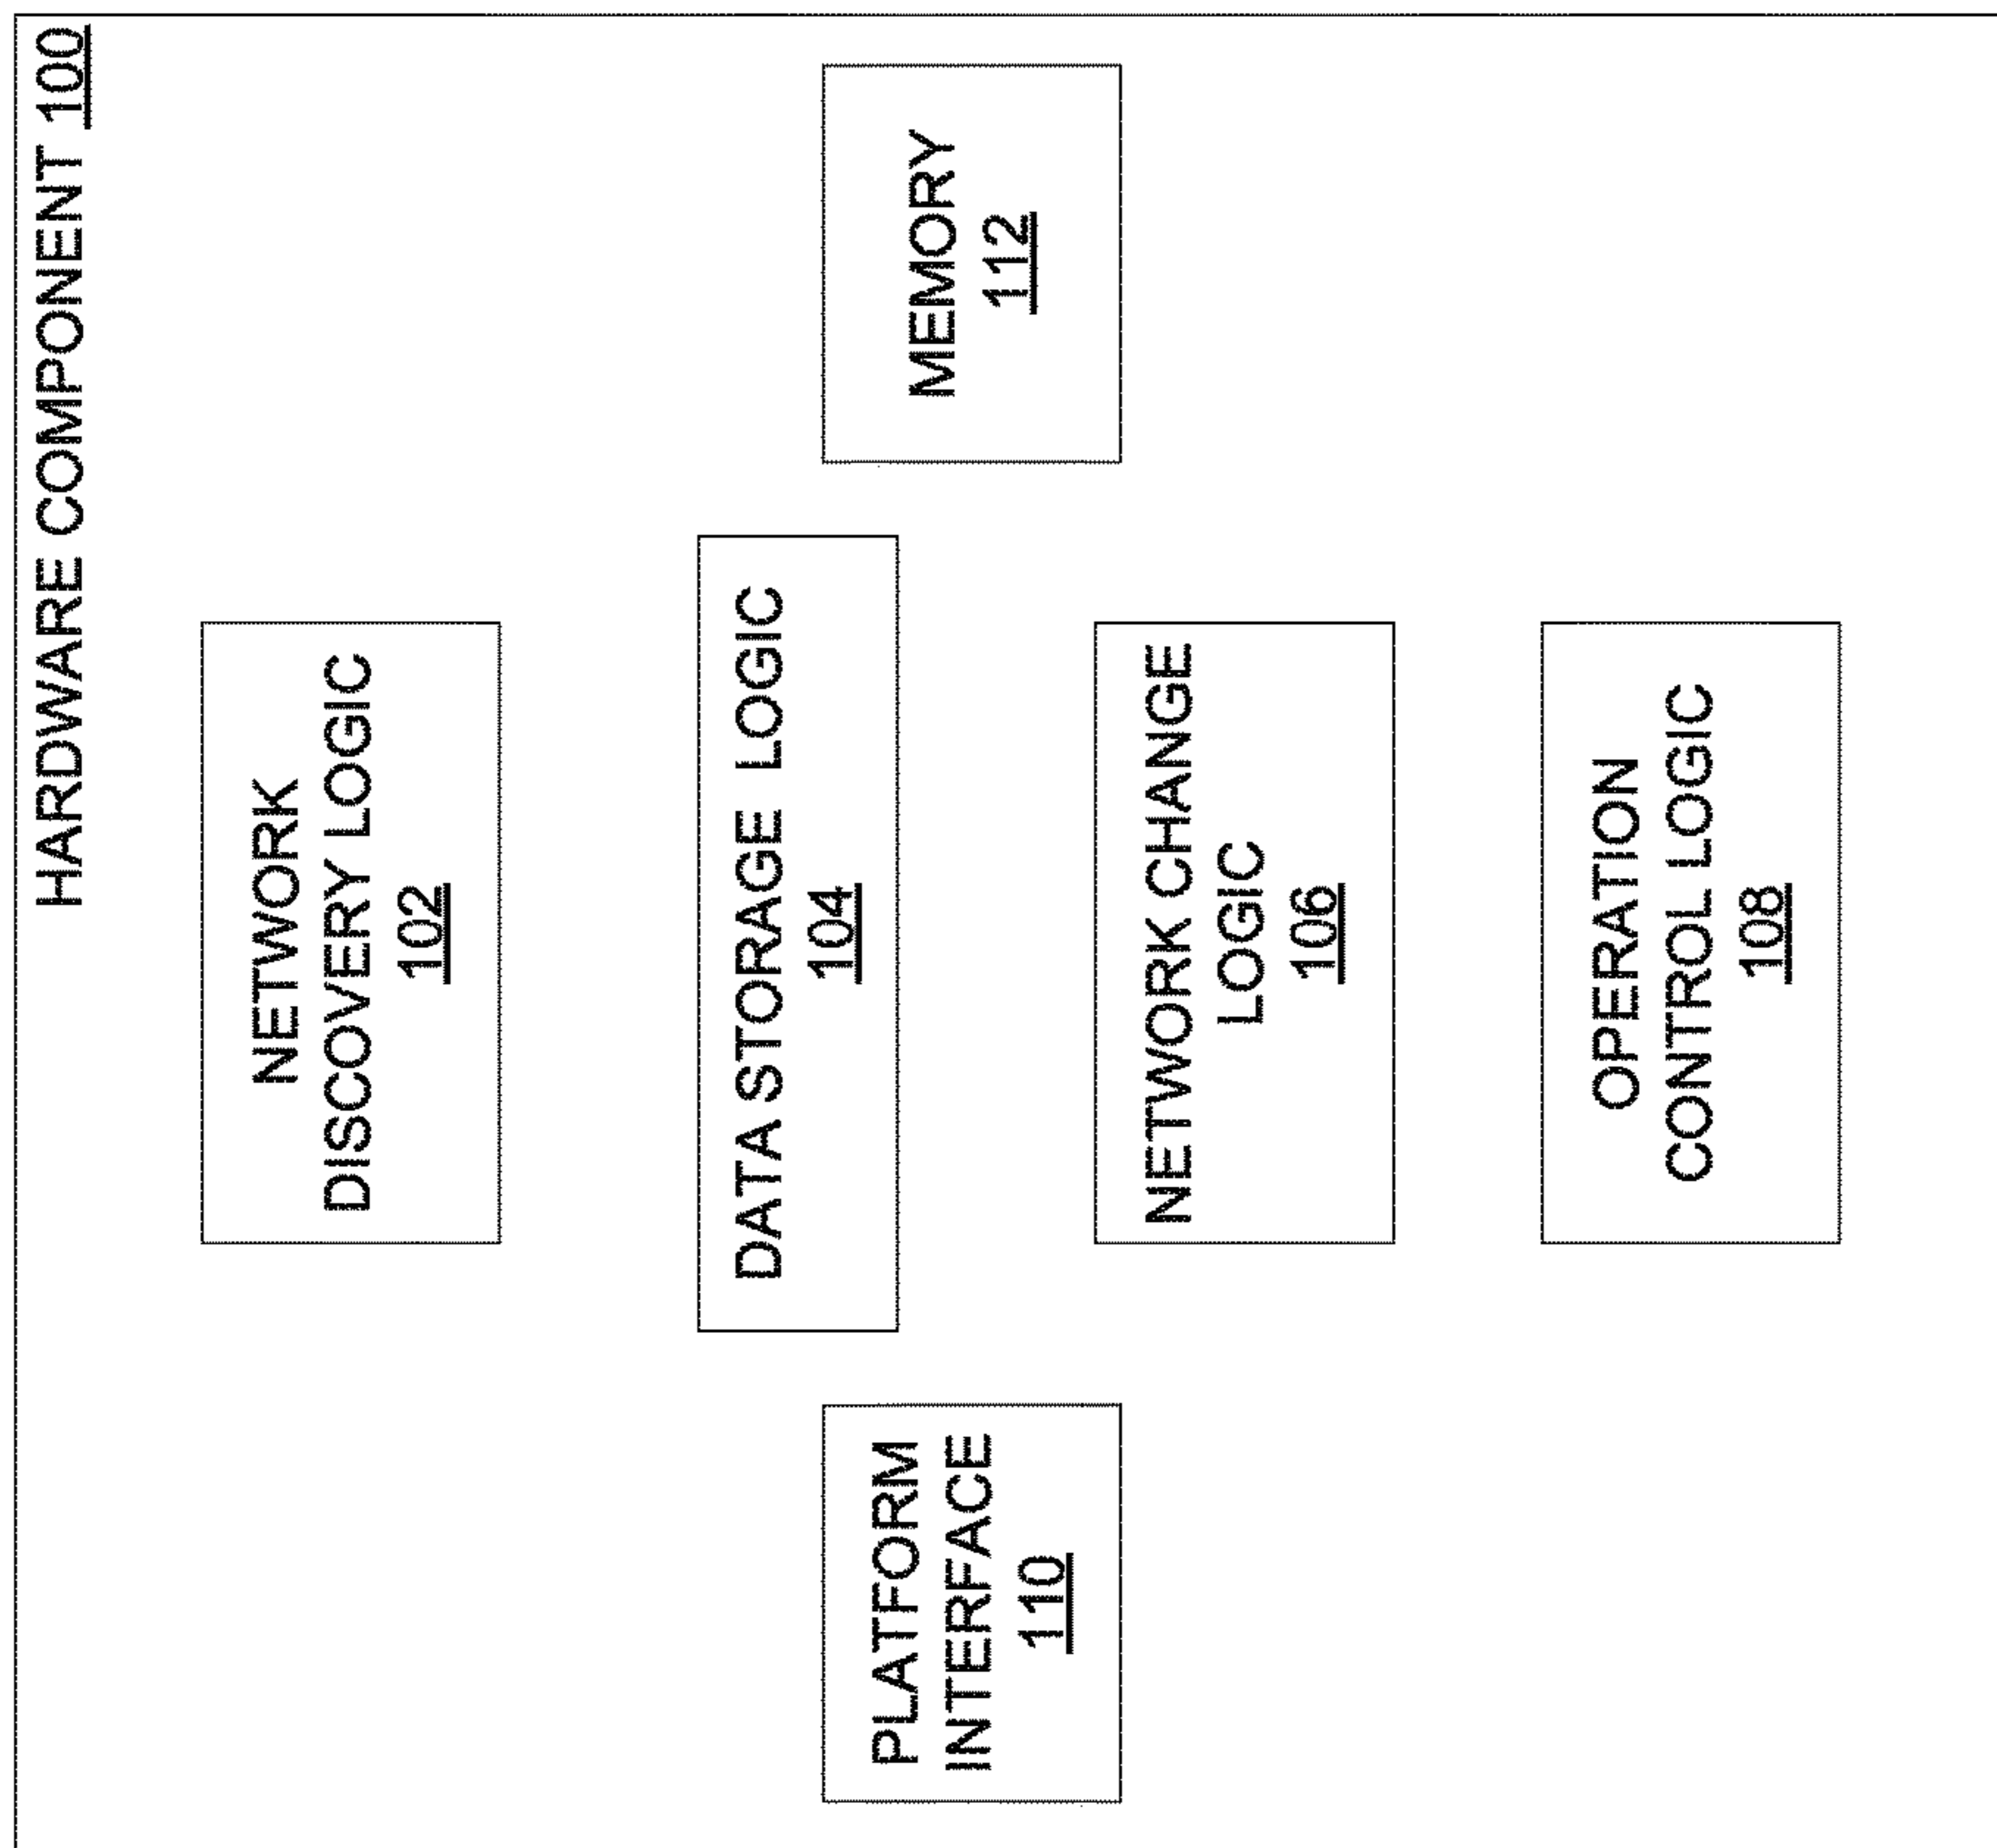 HARDWARE COMPONENT 100
NETWORK
DISCOVERY LOGIC
102
DATA STORAGE LOGIC
104
PLATFORM
INTERFACE
110
MEMORY
112
NETWORK CHANGE
LOGIC
106
OPERATION
CONTROL LOGIC
108